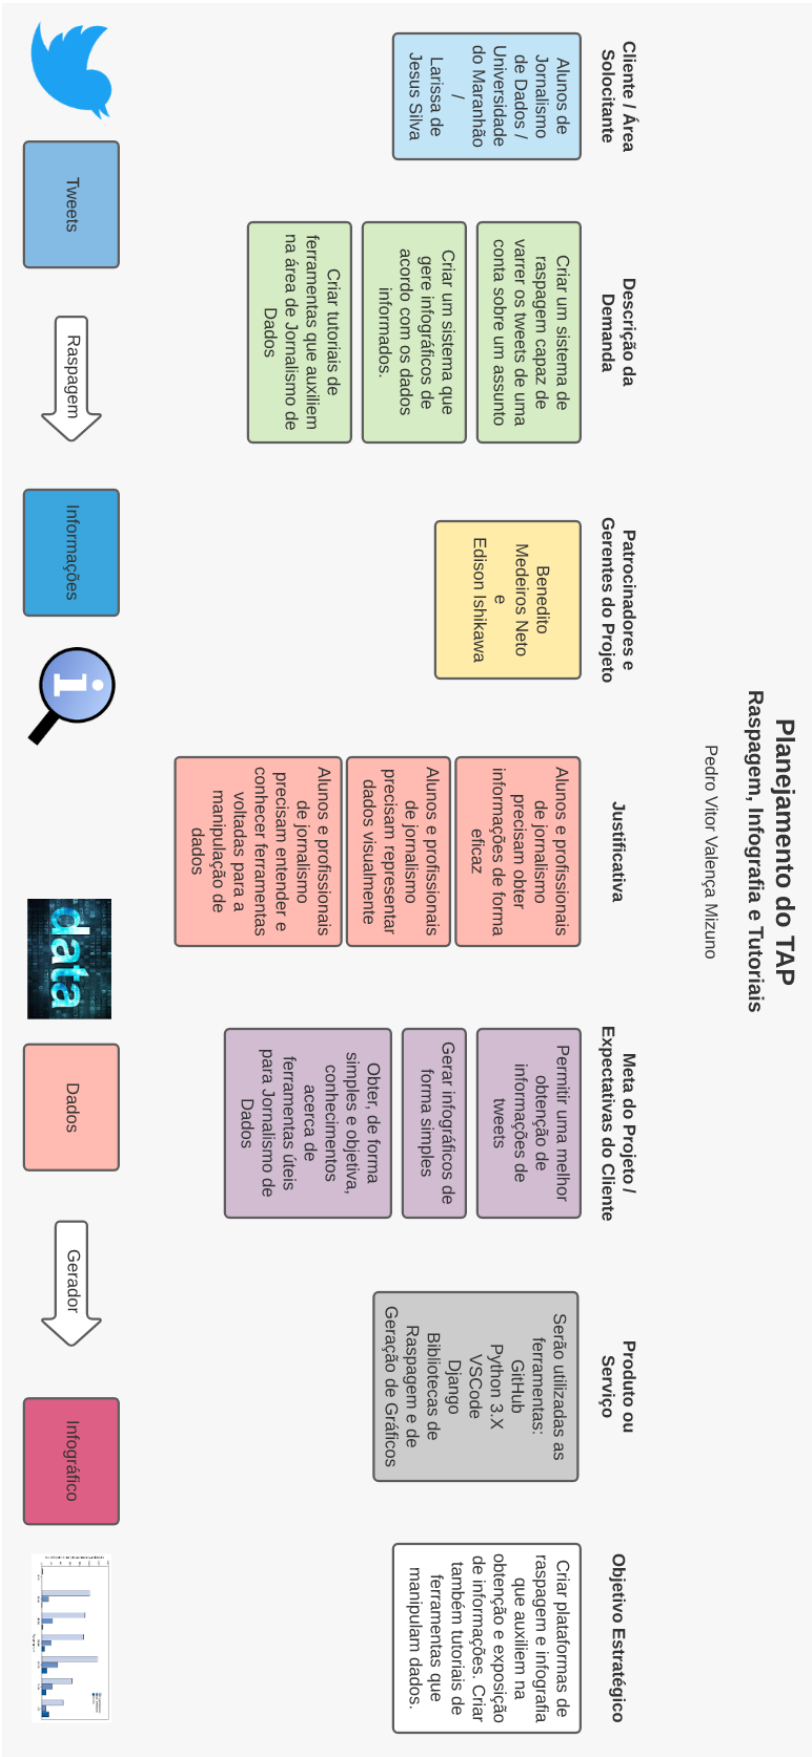 Planejamento do TAP
Raspagem, Infografia e Tutoriais
Pedro Vitor Valença Mizuno
Cliente / Área
Solocitante
Alunos de
Jornalismo
de Dados /
Universidade
do Maranhão
/
Larissa de
Jesus Silva
Descrição da
Demanda
Criar um sistema de
raspagem capaz de
varrer os tweets de uma
conta sobre um assunto
Criar um sistema que
gere infográficos de
acordo com os dados
informados.
Criar tutoriais de
ferramentas que auxiliem
na área de Jornalismo de
Dados
Patrocinadores e
Gerentes do Projeto
Benedito
Medeiros Neto
e
Edison Ishikawa
Justificativa
Alunos e profissionais
de jornalismo
precisam obter
informações de forma
eficaz
Alunos e profissionais
de jornalismo
precisam representar
dados visualmente
Alunos e profissionais
de jornalismo
precisam entender e
conhecer ferramentas
voltadas para a
manipulação de
dados
Meta do Projeto /
Expectativas do Cliente
Permitir uma melhor
obtenção de
informações de
tweets
Gerar infográficos de
forma simples
Obter, de forma
simples e objetiva,
conhecimentos
acerca de
ferramentas úteis
para Jornalismo de
Dados
Produto ou
Serviço
Serão utilizadas as
ferramentas:
GitHub
Python 3.X
VSCode
Django
Bibliotecas de
Raspagem e de
Geração de Gráficos
Objetivo Estratégico
Criar plataformas de
raspagem e infografia
que auxiliem na
obtenção e exposição
de informações. Criar
também tutoriais de
ferramentas que
manipulam dados.
Tweets
Raspagem
Informações
i
data
Dados
Gerador
Infográfico